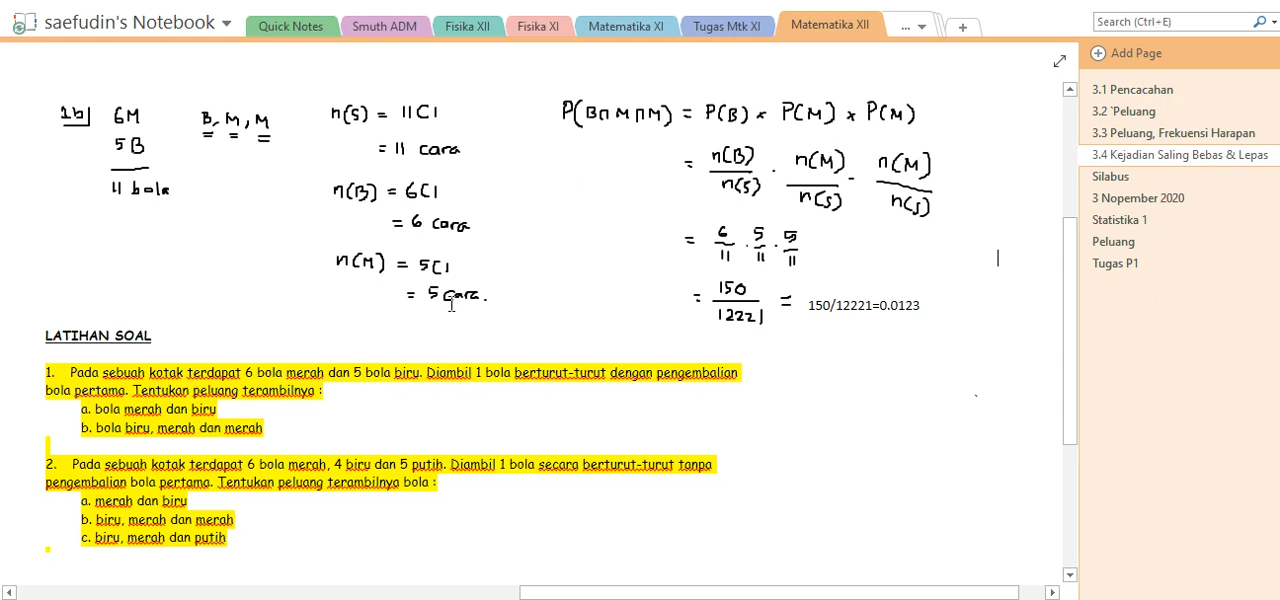 saefudin's Notebook
Quick Notes
Smuth ADM
Fisika XII
Fisika XI
Matematika XI
Tugas Mtk XI
Matematika XII
...
Search (Ctrl+E)
Add Page
3.1 Pencacahan
3.2 `Peluang
3.3 Peluang, Frekuensi Harapan
3.4 Kejadian Saling Bebas & Lepas
Silabus
3 Nopember 2020
Statistika 1
Peluang
Tugas P1
1b| 6M
5B
11 bola
B, M, M
n(S) = 11C1
= 11 cara
n(B) = 6C1
= 6 cara
n(M) = 5C1
= 5 cara.
P(B∩M∩M) = P(B) × P(M) × P(M)
= n(B)/n(S) . n(M)/n(S) - n(M)/n(S)
= 6/11 . 5/11 . 5/11
= 150/12221 = 150/12221=0.0123
LATIHAN SOAL
1. Pada sebuah kotak terdapat 6 bola merah dan 5 bola biru. Diambil 1 bola berturut-turut dengan pengembalian
bola pertama. Tentukan peluang terambilnya :
a. bola merah dan biru
b. bola biru, merah dan merah
2. Pada sebuah kotak terdapat 6 bola merah, 4 biru dan 5 putih. Diambil 1 bola secara berturut-turut tanpa
pengembalian bola pertama. Tentukan peluang terambilnya bola :
a. merah dan biru
b. biru, merah dan merah
c. biru, merah dan putih